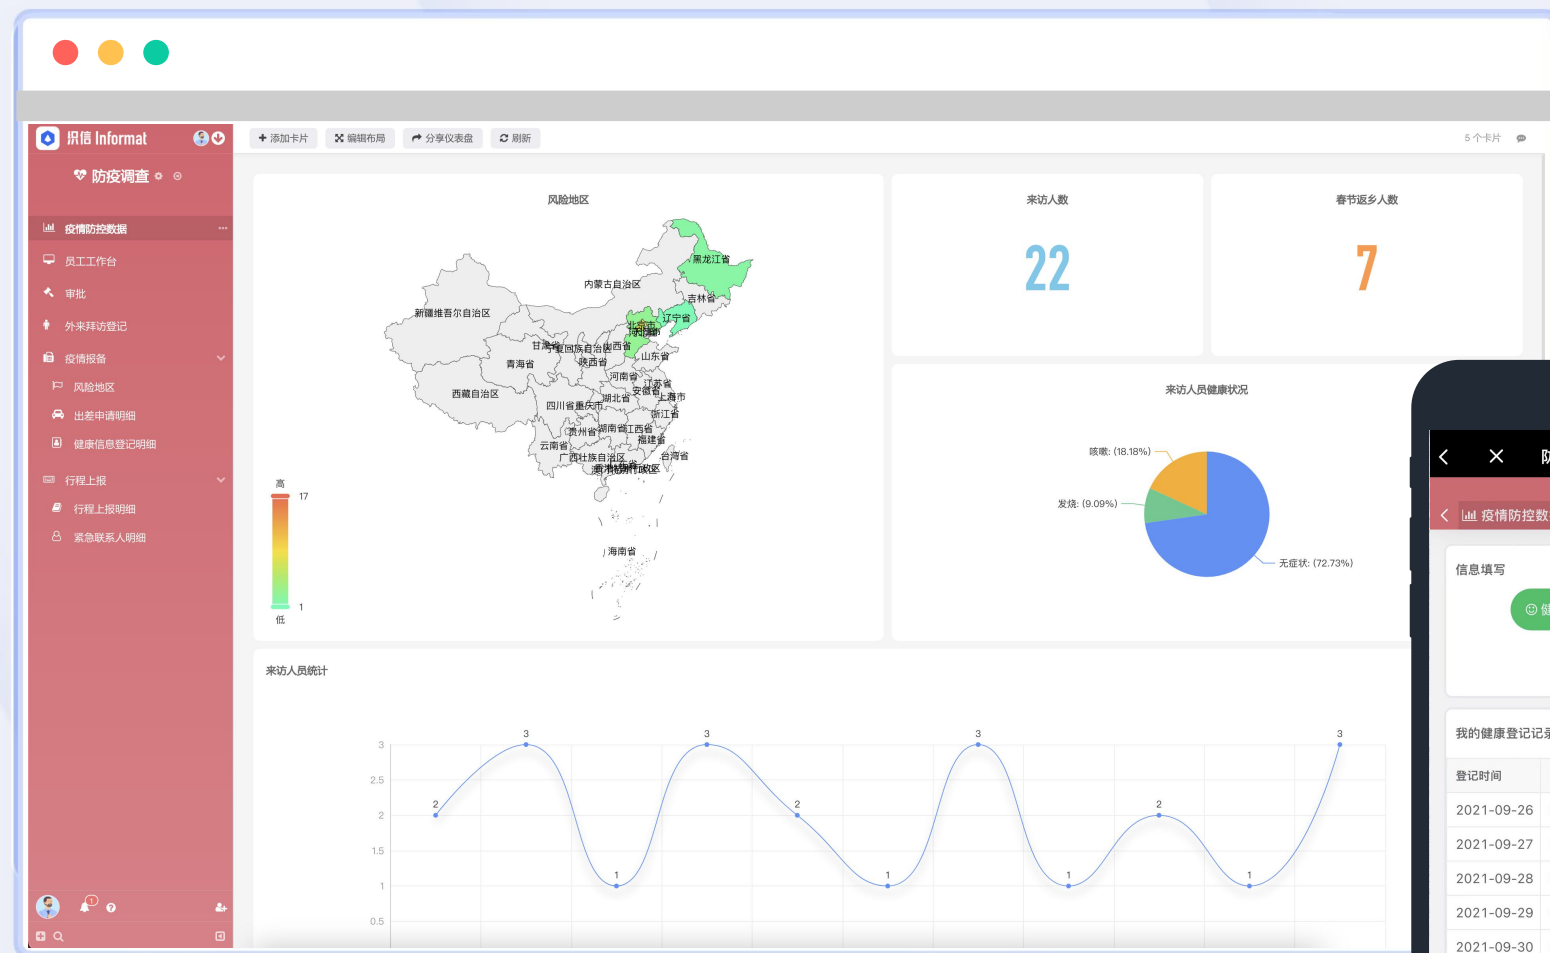 织信 Informat
防疫调查
疫情防控数据
员工工作台
审批
外来拜访登记
疫情报备
风险地区
出差申请明细
健康信息登记明细
行程上报
行程上报明细
紧急联系人明细
1
添加卡片 编辑布局 分享仪表盘 刷新
5 个卡片
风险地区
黑龙江省
内蒙古自治区
吉林省
新疆维吾尔自治区
辽宁省
北京市
甘肃省
宁夏回族自治区
山西省
山东省
青海省
陕西省
河南省
江苏省
西藏自治区
安徽省
湖北省
上海市
四川省
重庆市
浙江省
贵州省
湖南省
江西省
福建省
云南省
广西壮族自治区
台湾省
海南省
高
17
1
低
来访人数
22
春节返乡人数
7
来访人员健康状况
咳嗽: (18.18%)
发烧: (9.09%)
无症状: (72.73%)
来访人员统计
3
2.5
2
1.5
1
0.5
2
3
1
3
2
1
3
1
2
1
3
疫情防控数
信息填写
我的健康登记记录
登记时间
2021-09-26
2021-09-27
2021-09-28
2021-09-29
2021-09-30